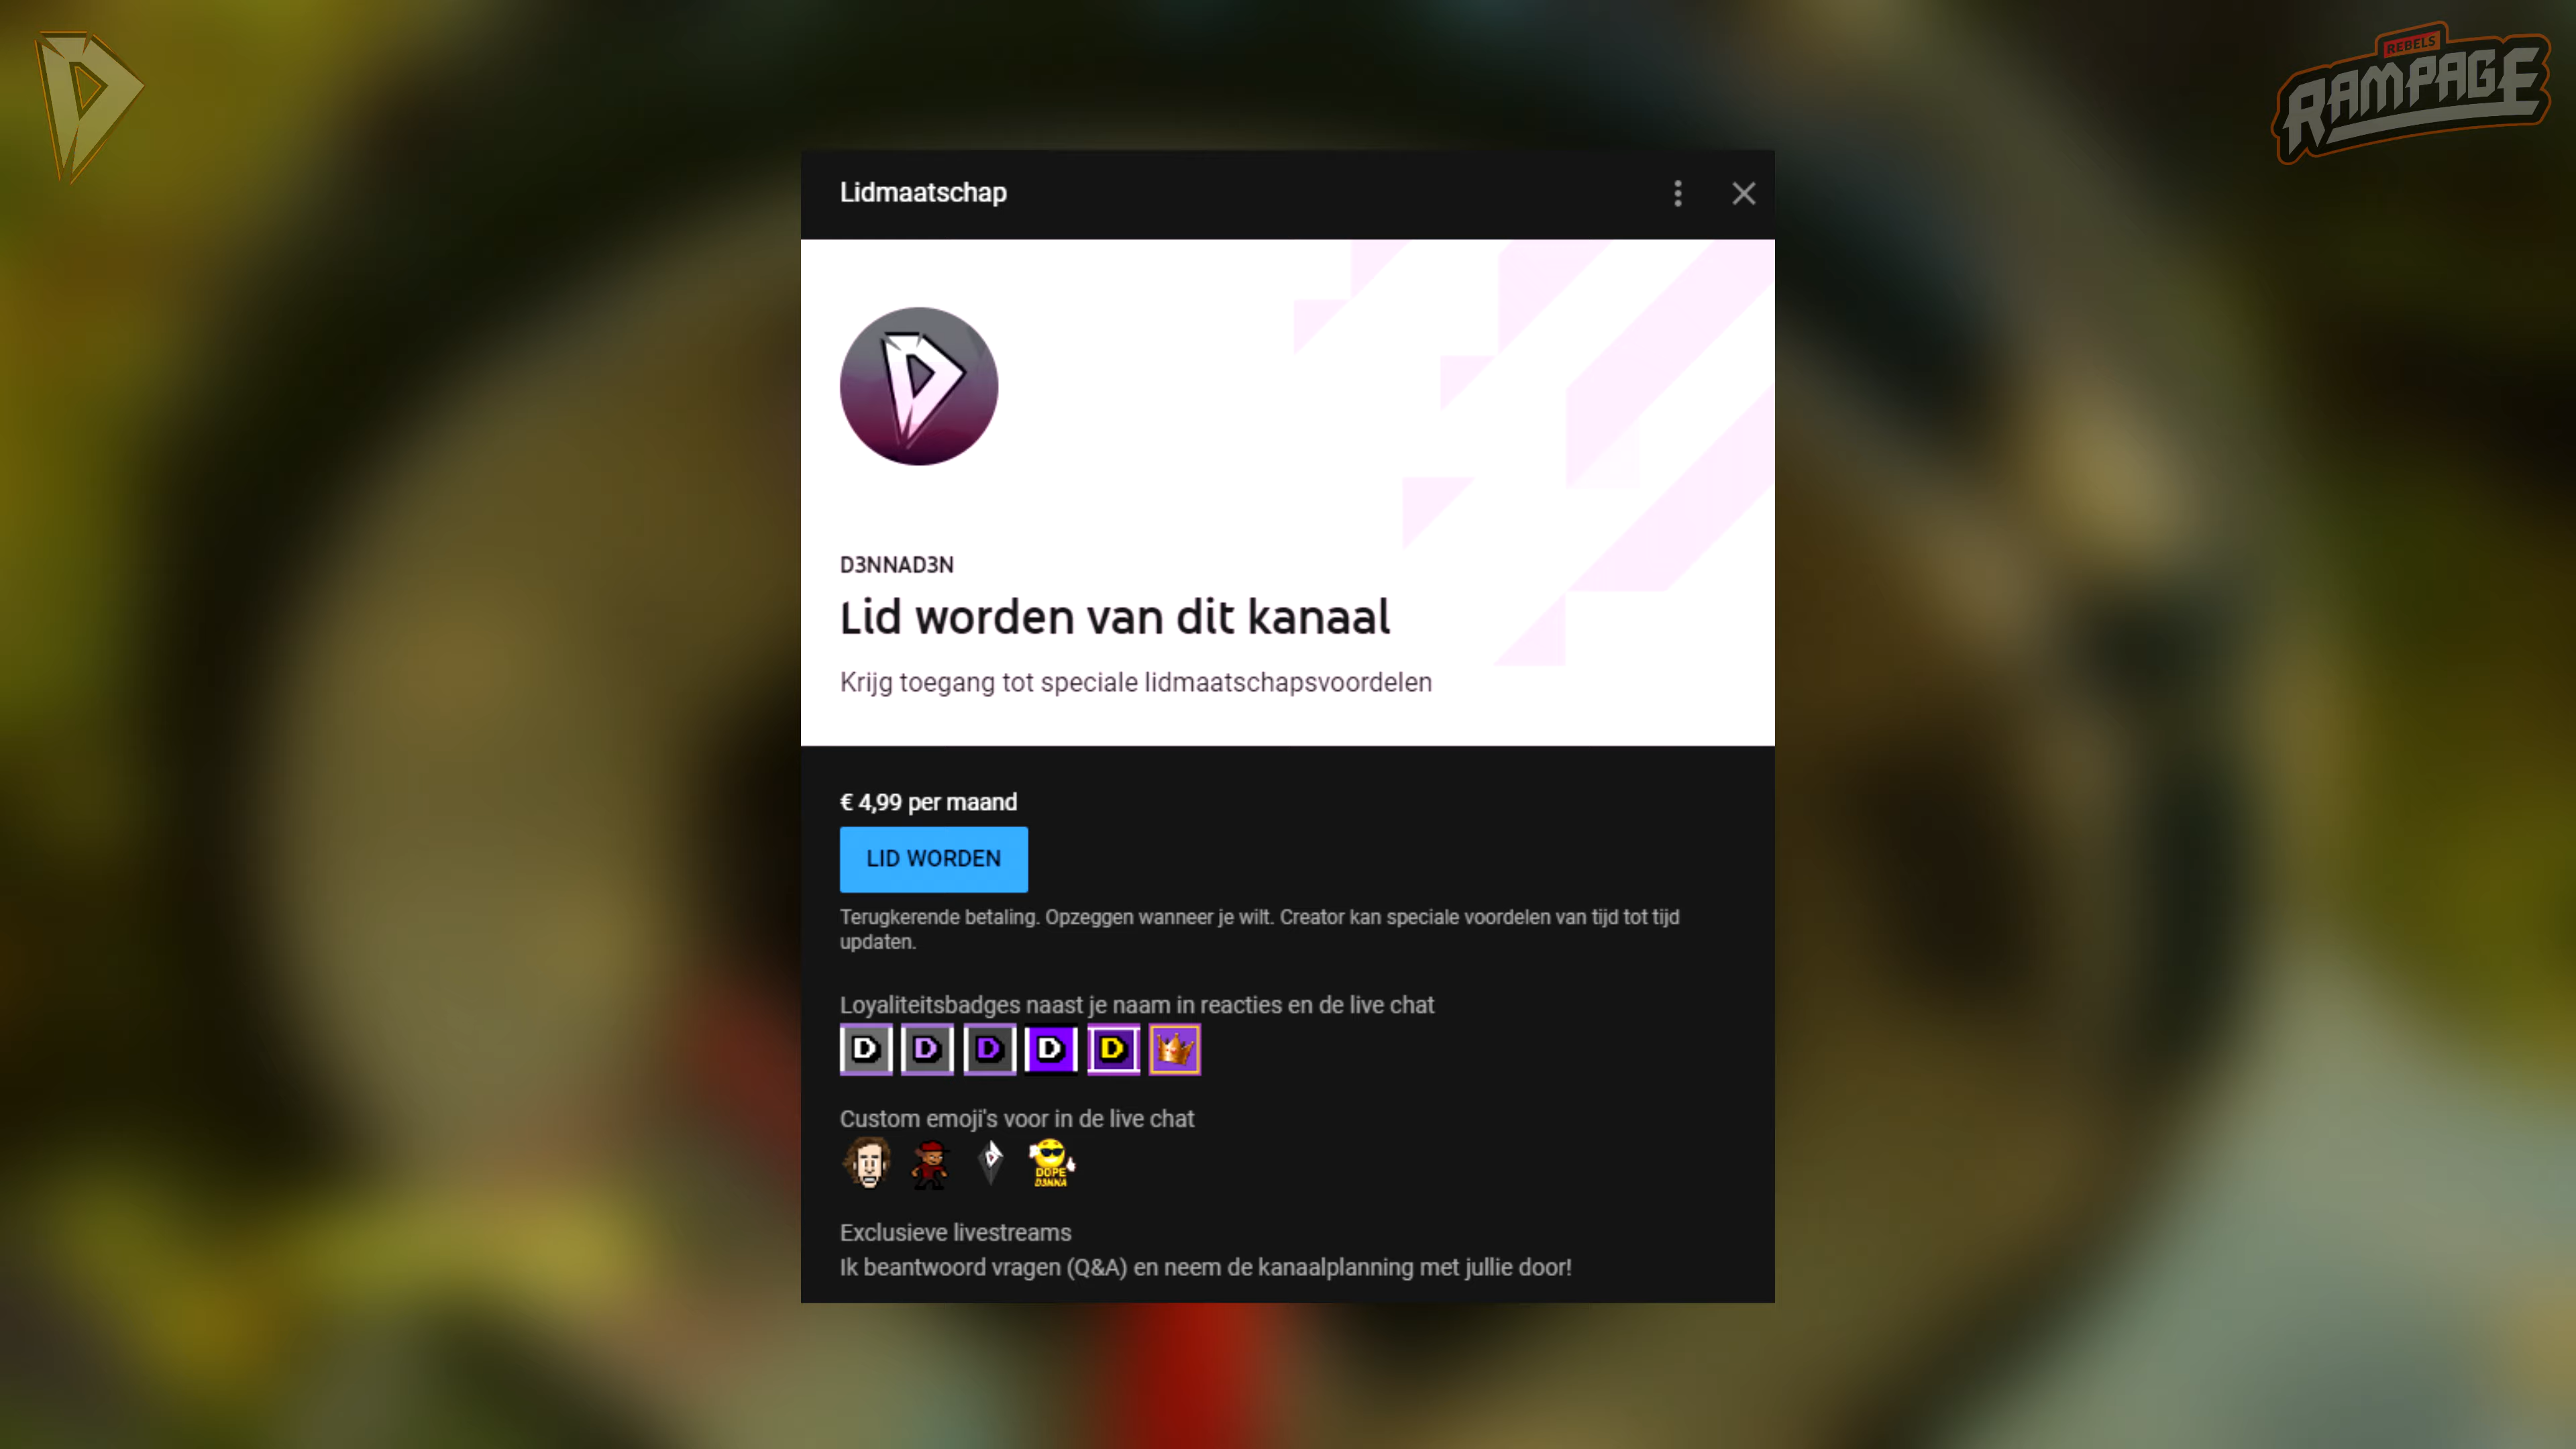 REBELS
RAMPAGE
Lidmaatschap
D3NNAD3N
Lid worden van dit kanaal
Krijg toegang tot speciale lidmaatschapsvoordelen
€ 4,99 per maand
LID WORDEN
Terugkerende betaling. Opzeggen wanneer je wilt. Creator kan speciale voordelen van tijd tot tijd
updaten.
Loyaliteitsbadges naast je naam in reacties en de live chat
D D D D D
Custom emoji's voor in de live chat
DOPE
D3NNA
Exclusieve livestreams
Ik beantwoord vragen (Q&A) en neem de kanaalplanning met jullie door!